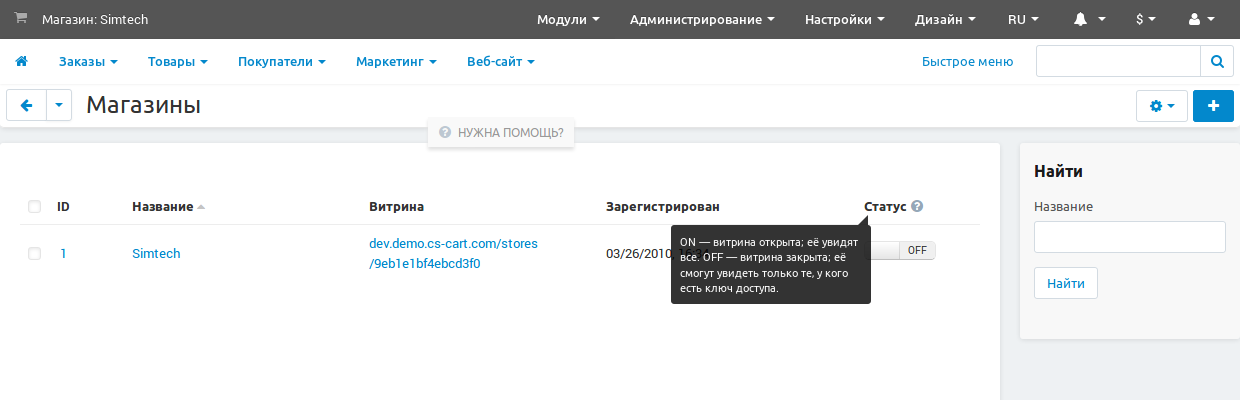 Магазин: Simtech Модули Администрирование Настройки Дизайн RU $
Заказы Товары Покупатели Маркетинг Веб-сайт Быстрое меню
Магазины
НУЖНА ПОМОЩЬ?
Найти
ID Название Витрина Зарегистрирован Статус
Название
1 Simtech dev.demo.cs-cart.com/stores
/9eb1e1bf4ebcd3f0
03/26/2010, OFF
ON — витрина открыта; её увидят
все. OFF — витрина закрыта; её
смогут увидеть только те, у кого
есть ключ доступа.
Найти